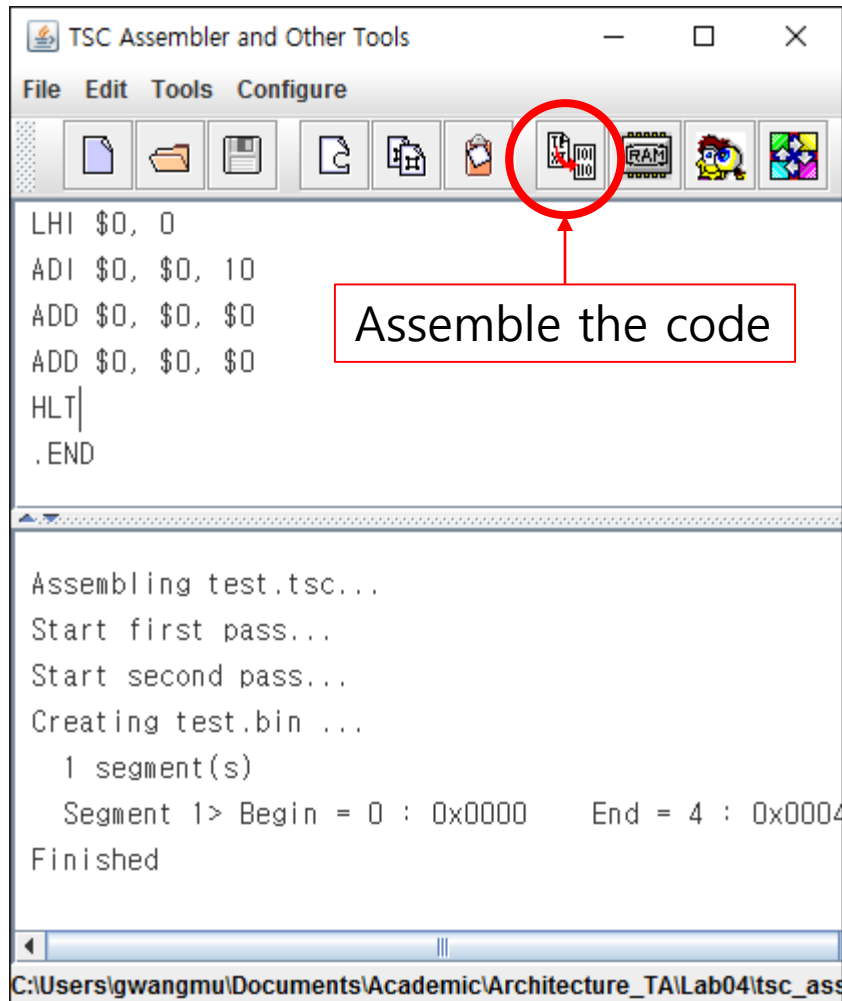 TSC Assembler and Other Tools
File Edit Tools Configure
RAM
LHI $0, 0
ADI $0, $0, 10
ADD $0, $0, $0
ADD $0, $0, $0
HLT
.END
Assemble the code
Assembling test.tsc...
Start first pass...
Start second pass...
Creating test.bin ...
1 segment(s)
Segment 1> Begin = 0 : 0x0000 End = 4 : 0x0004
Finished
C:\Users\gwangmu\Documents\Academic\Architecture_TA\Lab04\tsc_ass